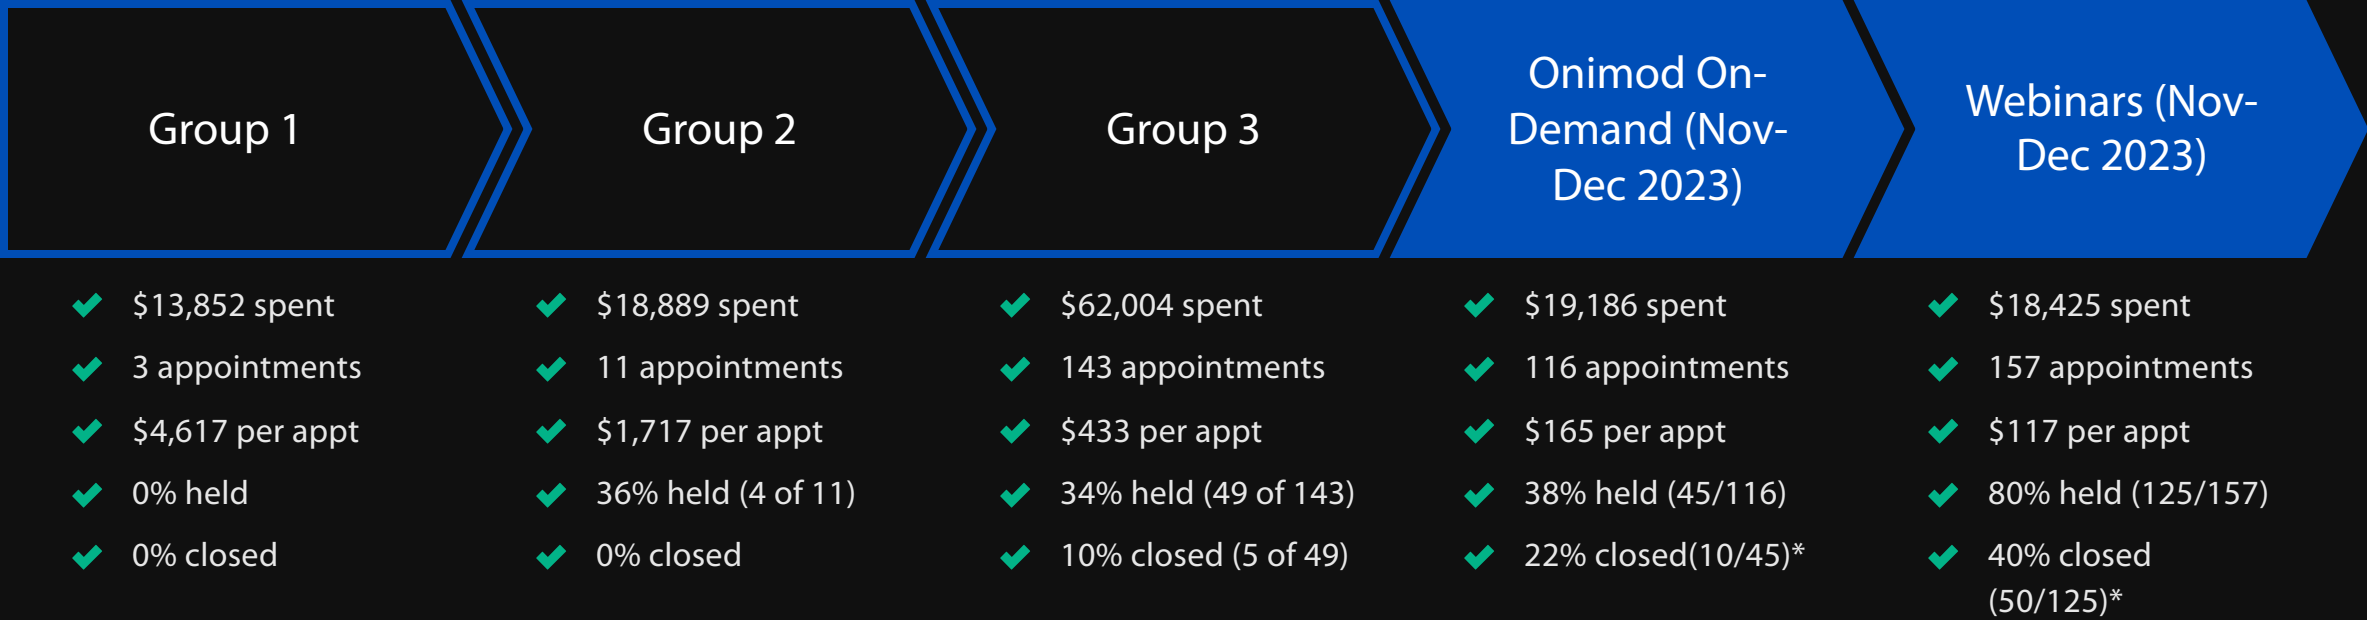 Group 1
Group 2
Group 3
Onimod On-
Demand (Nov-
Dec 2023)
Webinars (Nov-
Dec 2023)
$13,852 spent
3 appointments
$4,617 per appt
0% held
0% closed
$18,889 spent
11 appointments
$1,717 per appt
36% held (4 of 11)
0% closed
$62,004 spent
143 appointments
$433 per appt
34% held (49 of 143)
10% closed (5 of 49)
$19,186 spent
116 appointments
$165 per appt
38% held (45/116)
22% closed(10/45)*
$18,425 spent
157 appointments
$117 per appt
80% held (125/157)
40% closed
(50/125)*